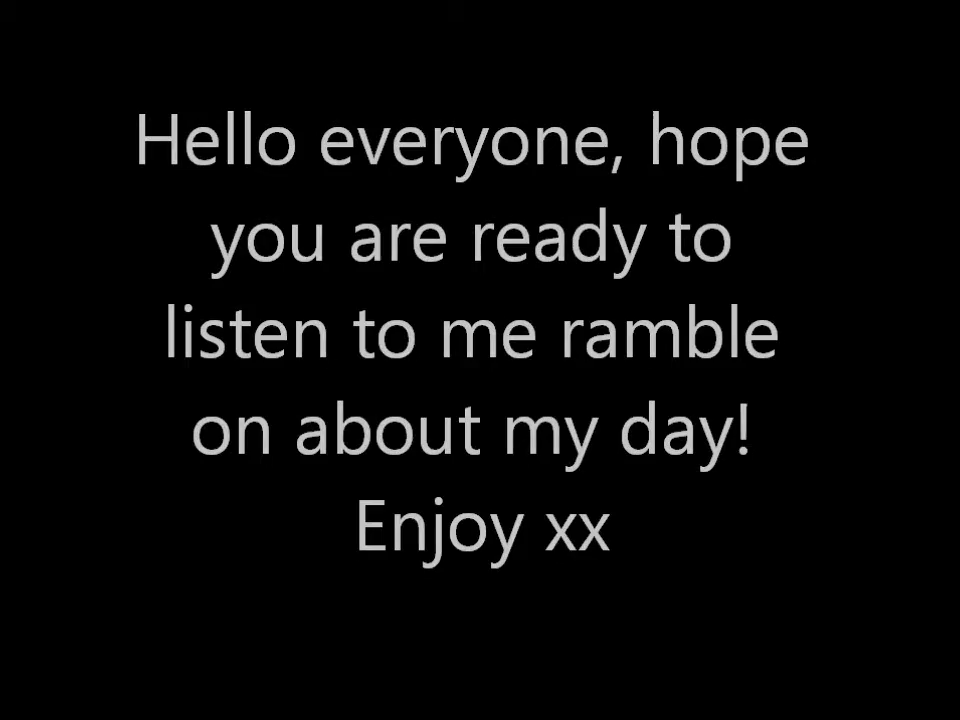 Hello everyone, hope
you are ready to
listen to me ramble
on about my day!
Enjoy xx